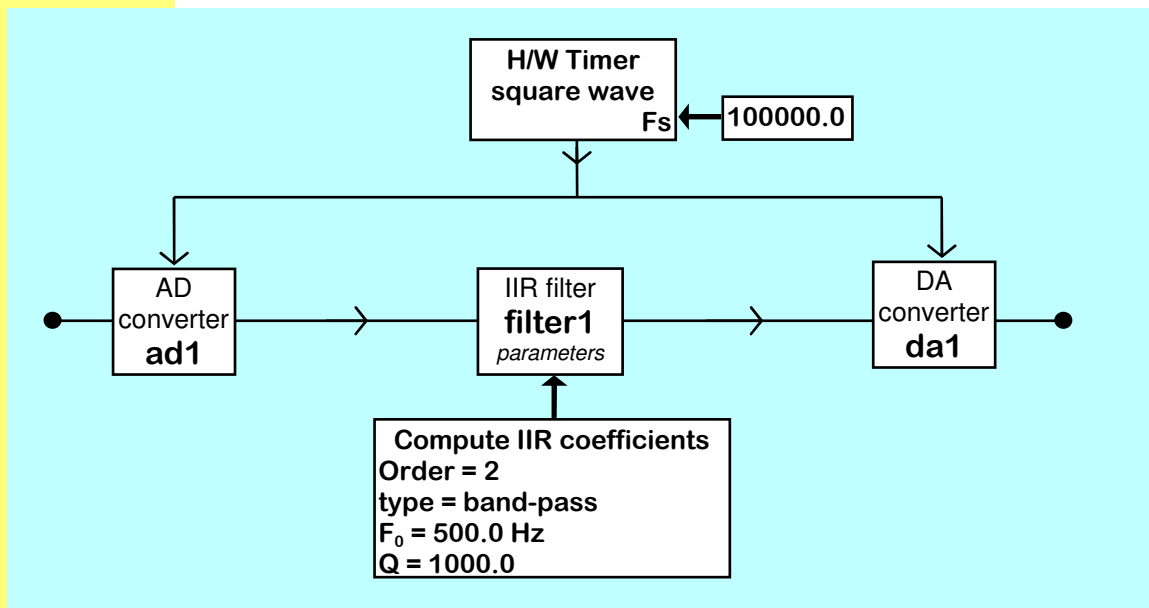 H/W Timer
square wave
Fs
100000.0
AD
converter
ad1
IIR filter
filter1
parameters
DA
converter
da1
Compute IIR coefficients
Order = 2
type = band-pass
F₀ = 500.0 Hz
Q = 1000.0